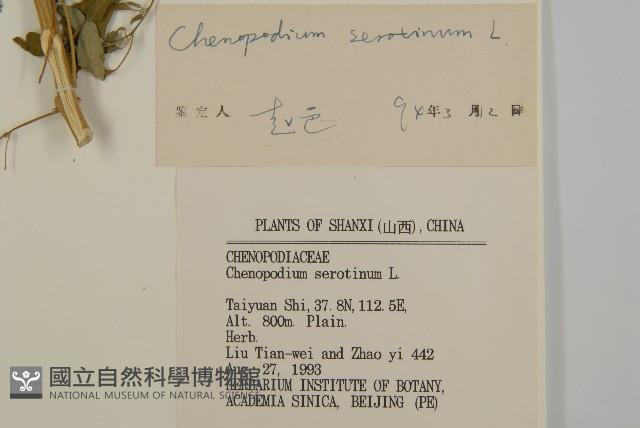 Chenopodium serotinum L.
鉴定人 94年3月12日
PLANTS OF SHANXI (山西), CHINA
CHENOPODIACEAE
Chenopodium serotinum L.
Taiyuan Shi, 37.8N, 112.5E,
Alt. 800m. Plain.
Herb.
Liu Tian-wei and Zhao yi 442
Aug. 27, 1993
HERBARIUM INSTITUTE OF BOTANY,
ACADEMIA SINICA, BEIJING (PE)
國立自然科學博物館
NATIONAL MUSEUM OF NATURAL SCIENCE